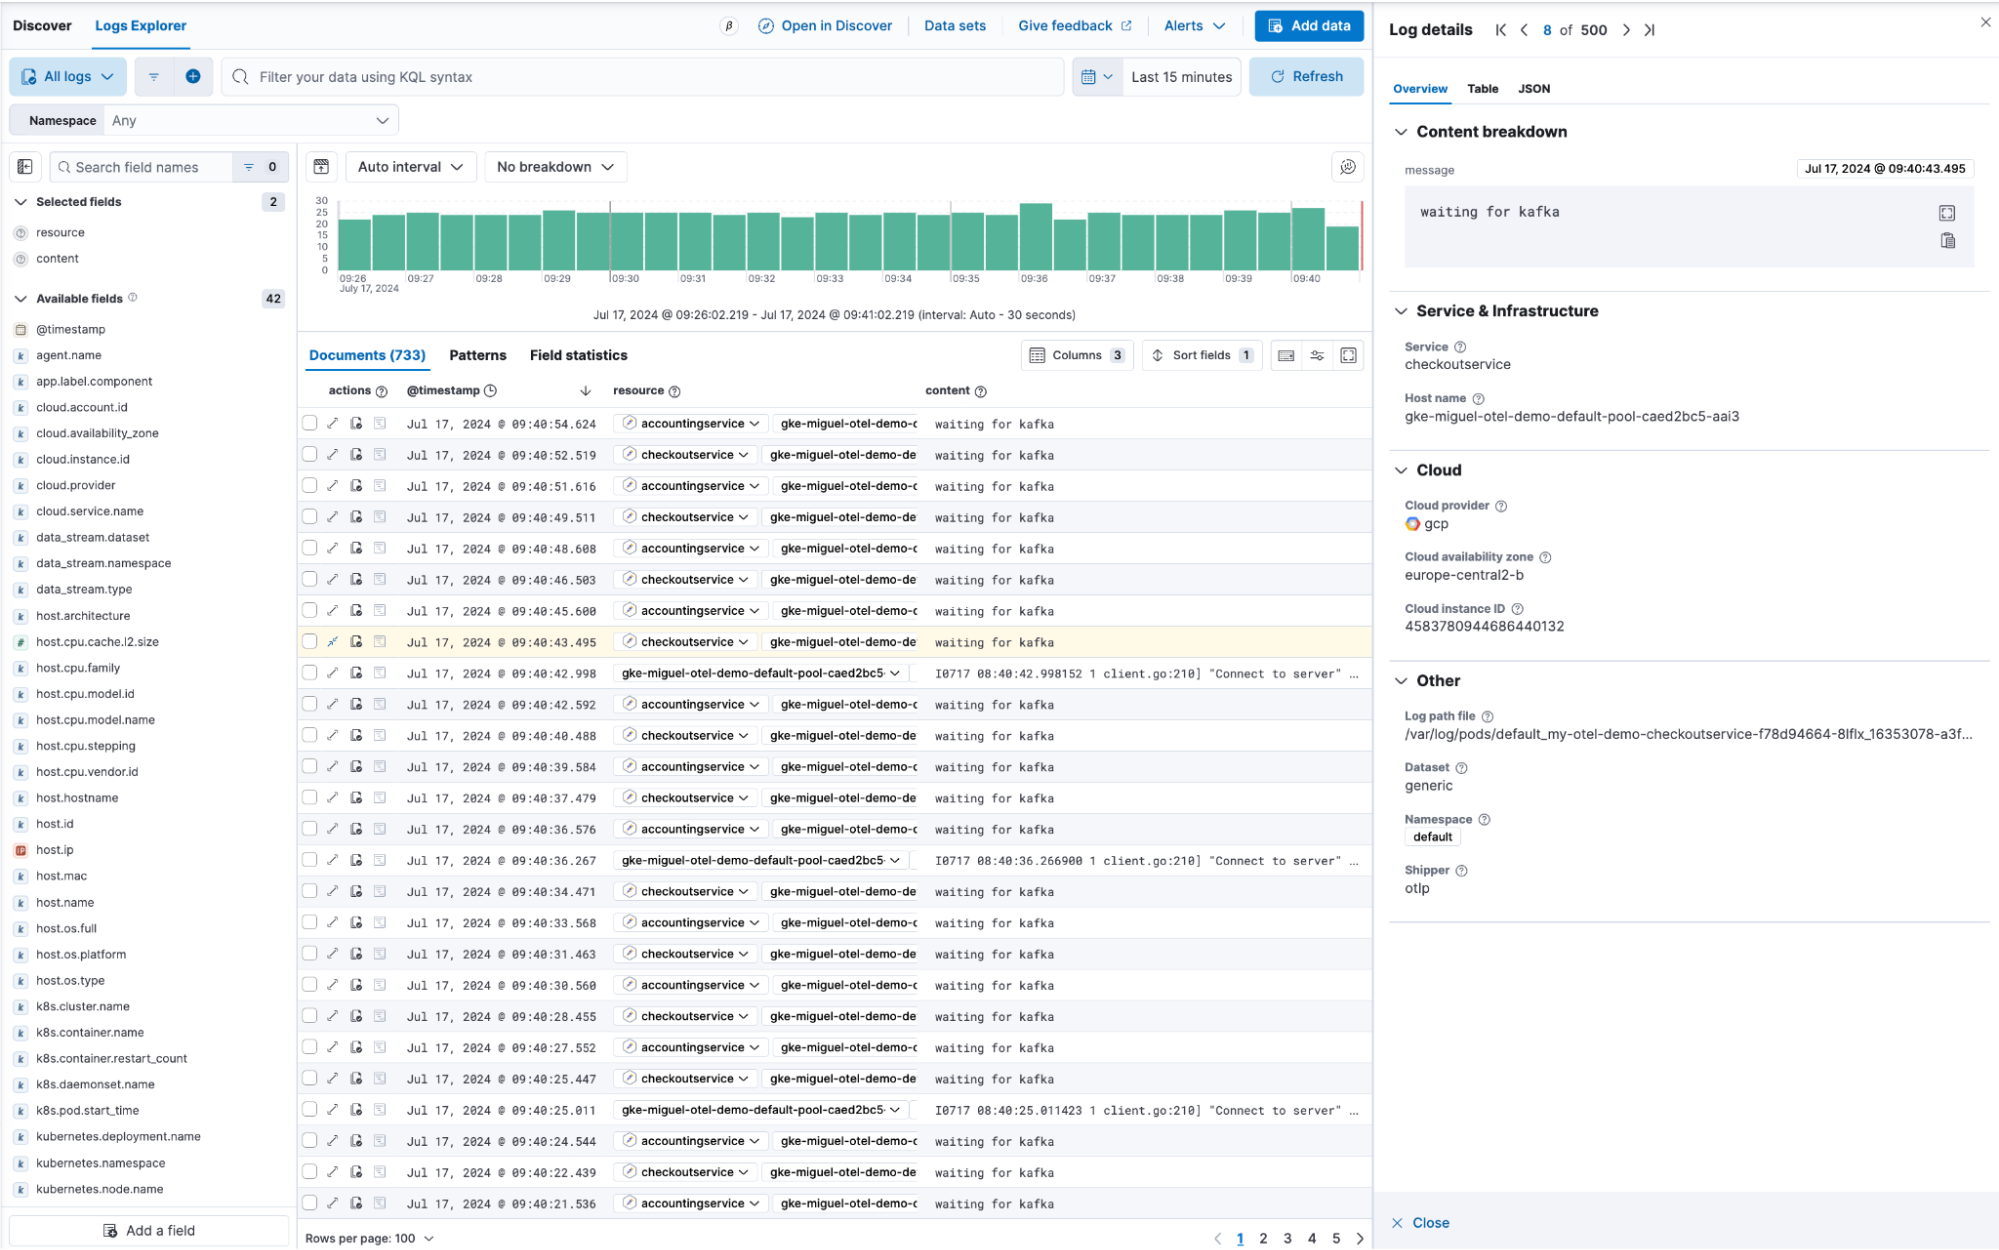 Discover
Logs Explorer
β
Open in Discover
Data sets
Give feedback
Alerts
Add data
All logs
Filter your data using KQL syntax
Last 15 minutes
Refresh
Namespace
Any
Search field names
0
Selected fields
2
resource
content
Available fields
42
@timestamp
agent.name
app.label.component
cloud.account.id
cloud.availability_zone
cloud.instance.id
cloud.provider
cloud.service.name
data_stream.dataset
data_stream.namespace
data_stream.type
host.architecture
host.cpu.cache.l2.size
host.cpu.family
host.cpu.model.id
host.cpu.model.name
host.cpu.stepping
host.cpu.vendor.id
host.hostname
host.id
host.ip
host.mac
host.name
host.os.full
host.os.platform
host.os.type
k8s.cluster.name
k8s.container.name
k8s.container.restart_count
k8s.daemonset.name
k8s.pod.start_time
kubernetes.deployment.name
kubernetes.namespace
kubernetes.node.name
Add a field
Auto interval
No breakdown
30
25
20
15
10
5
0
09:26 09:27 09:28 09:29 09:30 09:31 09:32 09:33 09:34 09:35 09:36 09:37 09:38 09:39 09:40
July 17, 2024
Jul 17, 2024 @ 09:26:02.219 - Jul 17, 2024 @ 09:41:02.219 (interval: Auto - 30 seconds)
Documents (733) Patterns Field statistics
Columns 3
Sort fields 1
actions @timestamp resource content
Jul 17, 2024 @ 09:40:54.624 accountingservice gke-miguel-otel-demo-c waiting for kafka
Jul 17, 2024 @ 09:40:52.519 checkoutservice gke-miguel-otel-demo-de waiting for kafka
Jul 17, 2024 @ 09:40:51.616 accountingservice gke-miguel-otel-demo-c waiting for kafka
Jul 17, 2024 @ 09:40:49.511 checkoutservice gke-miguel-otel-demo-de waiting for kafka
Jul 17, 2024 @ 09:40:48.608 accountingservice gke-miguel-otel-demo-c waiting for kafka
Jul 17, 2024 @ 09:40:46.503 checkoutservice gke-miguel-otel-demo-de waiting for kafka
Jul 17, 2024 @ 09:40:45.600 accountingservice gke-miguel-otel-demo-c waiting for kafka
Jul 17, 2024 @ 09:40:43.495 checkoutservice gke-miguel-otel-demo-de waiting for kafka
Jul 17, 2024 @ 09:40:42.998 gke-miguel-otel-demo-default-pool-caed2bc5- I0717 08:40:42.998152 1 client.go:210] "Connect to server" …
Jul 17, 2024 @ 09:40:42.592 accountingservice gke-miguel-otel-demo-c waiting for kafka
Jul 17, 2024 @ 09:40:40.488 checkoutservice gke-miguel-otel-demo-de waiting for kafka
Jul 17, 2024 @ 09:40:39.584 accountingservice gke-miguel-otel-demo-c waiting for kafka
Jul 17, 2024 @ 09:40:37.479 checkoutservice gke-miguel-otel-demo-de waiting for kafka
Jul 17, 2024 @ 09:40:36.576 accountingservice gke-miguel-otel-demo-c waiting for kafka
Jul 17, 2024 @ 09:40:36.267 gke-miguel-otel-demo-default-pool-caed2bc5- I0717 08:40:36.266900 1 client.go:210] "Connect to server" …
Jul 17, 2024 @ 09:40:34.471 checkoutservice gke-miguel-otel-demo-de waiting for kafka
Jul 17, 2024 @ 09:40:33.568 accountingservice gke-miguel-otel-demo-c waiting for kafka
Jul 17, 2024 @ 09:40:31.463 checkoutservice gke-miguel-otel-demo-de waiting for kafka
Jul 17, 2024 @ 09:40:30.560 accountingservice gke-miguel-otel-demo-c waiting for kafka
Jul 17, 2024 @ 09:40:28.455 checkoutservice gke-miguel-otel-demo-de waiting for kafka
Jul 17, 2024 @ 09:40:27.552 accountingservice gke-miguel-otel-demo-c waiting for kafka
Jul 17, 2024 @ 09:40:25.447 checkoutservice gke-miguel-otel-demo-de waiting for kafka
Jul 17, 2024 @ 09:40:25.011 gke-miguel-otel-demo-default-pool-caed2bc5- I0717 08:40:25.011423 1 client.go:210] "Connect to server" …
Jul 17, 2024 @ 09:40:24.544 accountingservice gke-miguel-otel-demo-c waiting for kafka
Jul 17, 2024 @ 09:40:22.439 checkoutservice gke-miguel-otel-demo-de waiting for kafka
Jul 17, 2024 @ 09:40:21.536 accountingservice gke-miguel-otel-demo-c waiting for kafka
Rows per page: 100
1 2 3 4 5
Log details
8 of 500
Overview Table JSON
Content breakdown
message
Jul 17, 2024 @ 09:40:43.495
waiting for kafka
Service & Infrastructure
Service
checkoutservice
Host name
gke-miguel-otel-demo-default-pool-caed2bc5-aai3
Cloud
Cloud provider
gcp
Cloud availability zone
europe-central2-b
Cloud instance ID
4583780944686440132
Other
Log path file
/var/log/pods/default_my-otel-demo-checkoutservice-f78d94664-8lflx_16353078-a3f...
Dataset
generic
Namespace
default
Shipper
otlp
Close